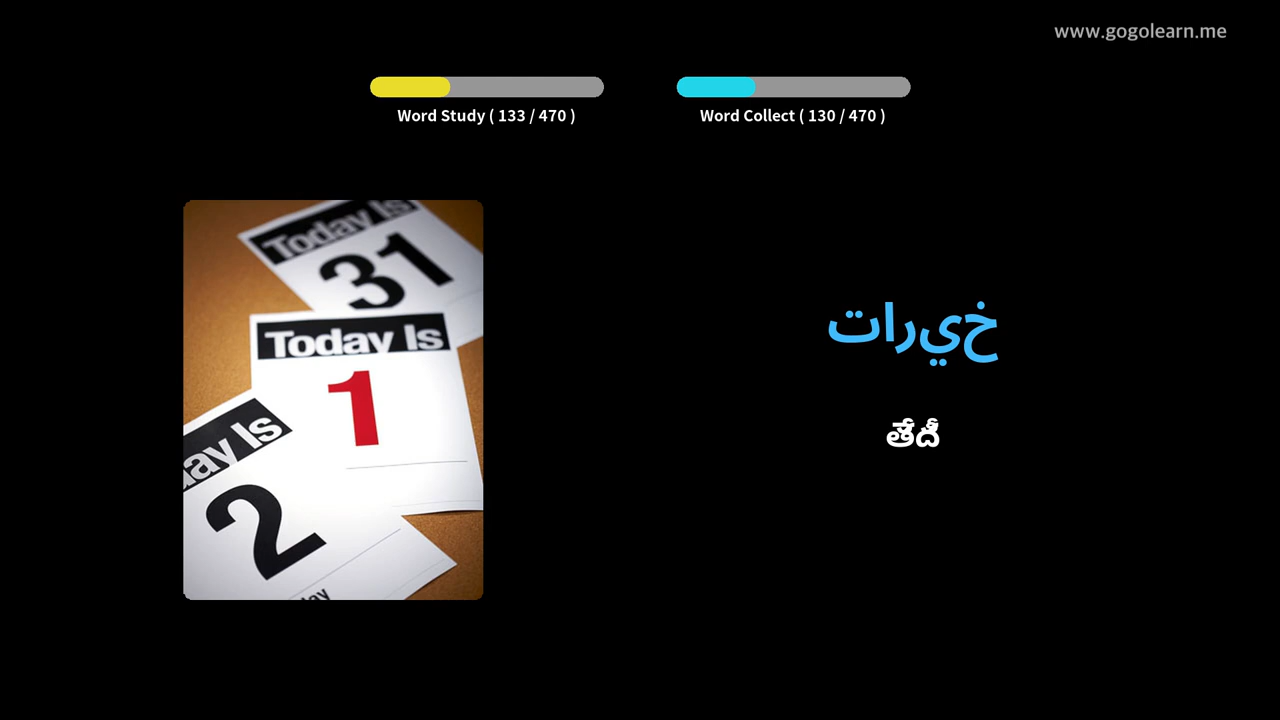 www.gogolearn.me
Word Study ( 133 / 470 )
Word Collect ( 130 / 470 )
Today Is
31
Today Is
1
ay Is
2
خيرات
తేదీ